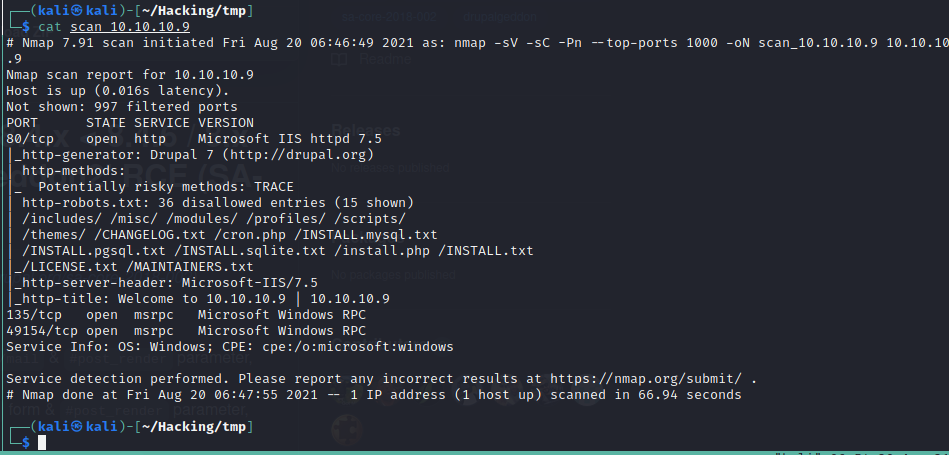 ┌──(kali㉿kali)-[~/Hacking/tmp]
└─$ cat scan_10.10.10.9
# Nmap 7.91 scan initiated Fri Aug 20 06:46:49 2021 as: nmap -sV -sC -Pn --top-ports 1000 -oN scan_10.10.10.9 10.10.10
.9
Nmap scan report for 10.10.10.9
Host is up (0.016s latency).
Not shown: 997 filtered ports
PORT      STATE SERVICE VERSION
80/tcp    open  http    Microsoft IIS httpd 7.5
|_http-generator: Drupal 7 (http://drupal.org)
| http-methods:
|_  Potentially risky methods: TRACE
| http-robots.txt: 36 disallowed entries (15 shown)
| /includes/ /misc/ /modules/ /profiles/ /scripts/
| /themes/ /CHANGELOG.txt /cron.php /INSTALL.mysql.txt
| /INSTALL.pgsql.txt /INSTALL.sqlite.txt /install.php /INSTALL.txt
|_/LICENSE.txt /MAINTAINERS.txt
|_http-server-header: Microsoft-IIS/7.5
|_http-title: Welcome to 10.10.10.9 | 10.10.10.9
135/tcp   open  msrpc   Microsoft Windows RPC
49154/tcp open  msrpc   Microsoft Windows RPC
Service Info: OS: Windows; CPE: cpe:/o:microsoft:windows

Service detection performed. Please report any incorrect results at https://nmap.org/submit/ .
# Nmap done at Fri Aug 20 06:47:55 2021 -- 1 IP address (1 host up) scanned in 66.94 seconds

┌──(kali㉿kali)-[~/Hacking/tmp]
└─$